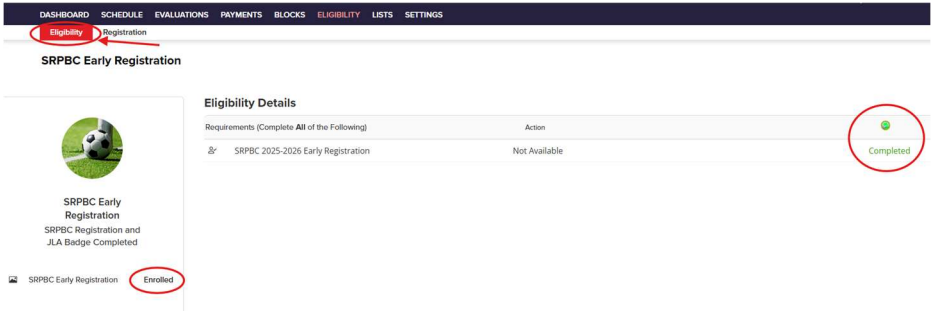 DASHBOARD SCHEDULE EVALUATIONS PAYMENTS BLOCKS ELIGIBILITY LISTS SETTINGS
Eligibility Registration
SRPBC Early Registration
Eligibility Details
Requirements (Complete All of the Following) Action
SRPBC 2025-2026 Early Registration Not Available Completed
SRPBC Early
Registration
SRPBC Registration and
JLA Badge Completed
SRPBC Early Registration Enrolled